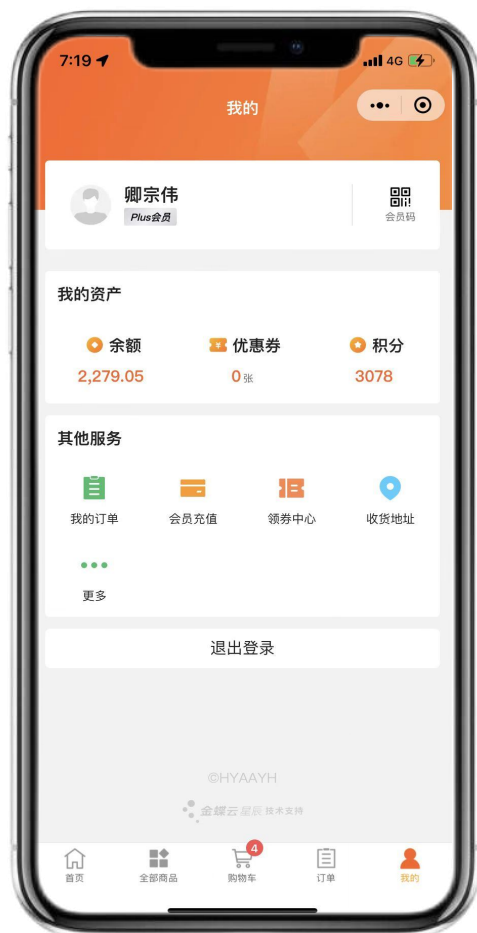 7:19
4G
我的
卿宗伟
Plus会员
会员码
我的资产
余额
优惠券
积分
2,279.05
0张
3078
其他服务
我的订单
会员充值
领券中心
收货地址
更多
退出登录
©HYAAYH
金蝶云星辰 技术支持
4
首页
全部商品
购物车
订单
我的